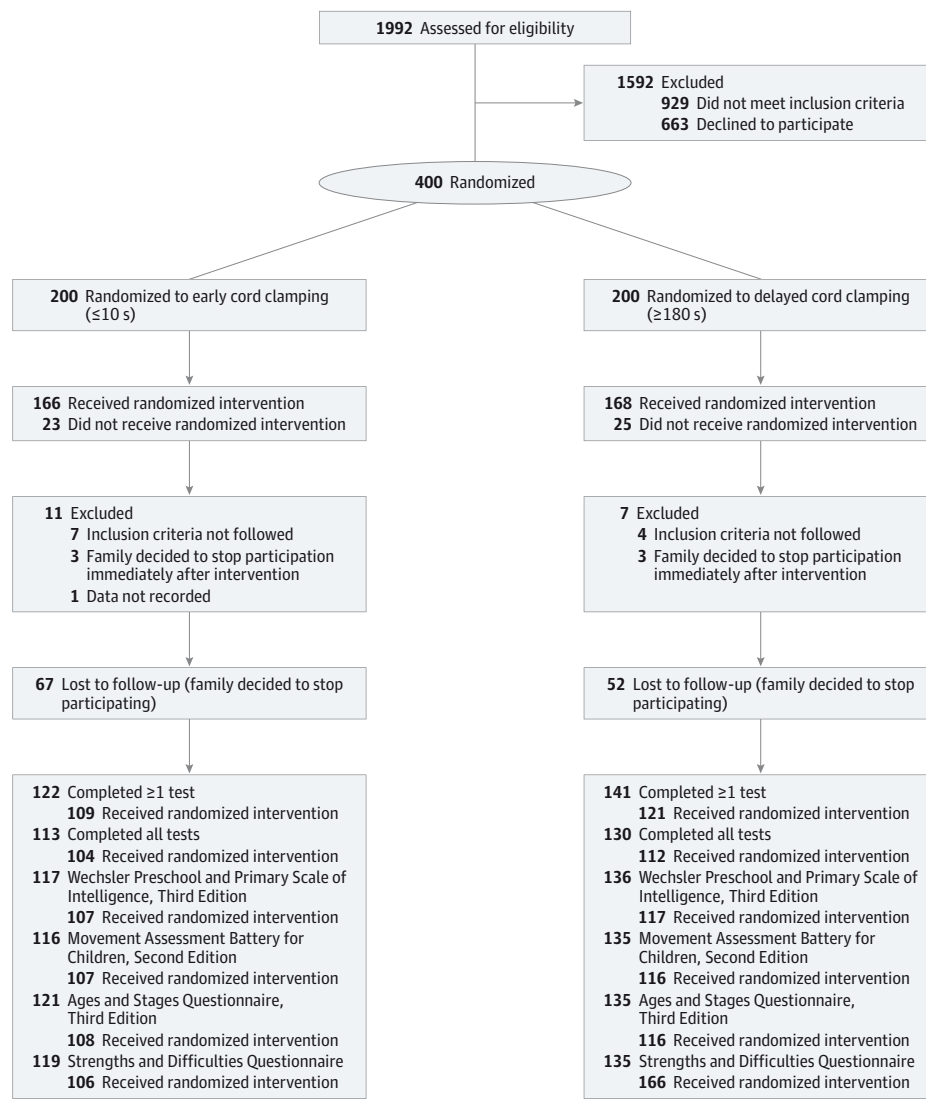 1992 Assessed for eligibility
1592 Excluded
929 Did not meet inclusion criteria
663 Declined to participate
400 Randomized
200 Randomized to early cord clamping
(≤10 s)
200 Randomized to delayed cord clamping
(≥180 s)
166 Received randomized intervention
23 Did not receive randomized intervention
168 Received randomized intervention
25 Did not receive randomized intervention
11 Excluded
7 Inclusion criteria not followed
3 Family decided to stop participation
immediately after intervention
1 Data not recorded
7 Excluded
4 Inclusion criteria not followed
3 Family decided to stop participation
immediately after intervention
67 Lost to follow-up (family decided to stop
participating)
52 Lost to follow-up (family decided to stop
participating)
122 Completed ≥1 test
109 Received randomized intervention
113 Completed all tests
104 Received randomized intervention
117 Wechsler Preschool and Primary Scale of
Intelligence, Third Edition
107 Received randomized intervention
116 Movement Assessment Battery for
Children, Second Edition
107 Received randomized intervention
121 Ages and Stages Questionnaire,
Third Edition
108 Received randomized intervention
119 Strengths and Difficulties Questionnaire
106 Received randomized intervention
141 Completed ≥1 test
121 Received randomized intervention
130 Completed all tests
112 Received randomized intervention
136 Wechsler Preschool and Primary Scale of
Intelligence, Third Edition
117 Received randomized intervention
135 Movement Assessment Battery for
Children, Second Edition
116 Received randomized intervention
135 Ages and Stages Questionnaire,
Third Edition
116 Received randomized intervention
135 Strengths and Difficulties Questionnaire
166 Received randomized intervention